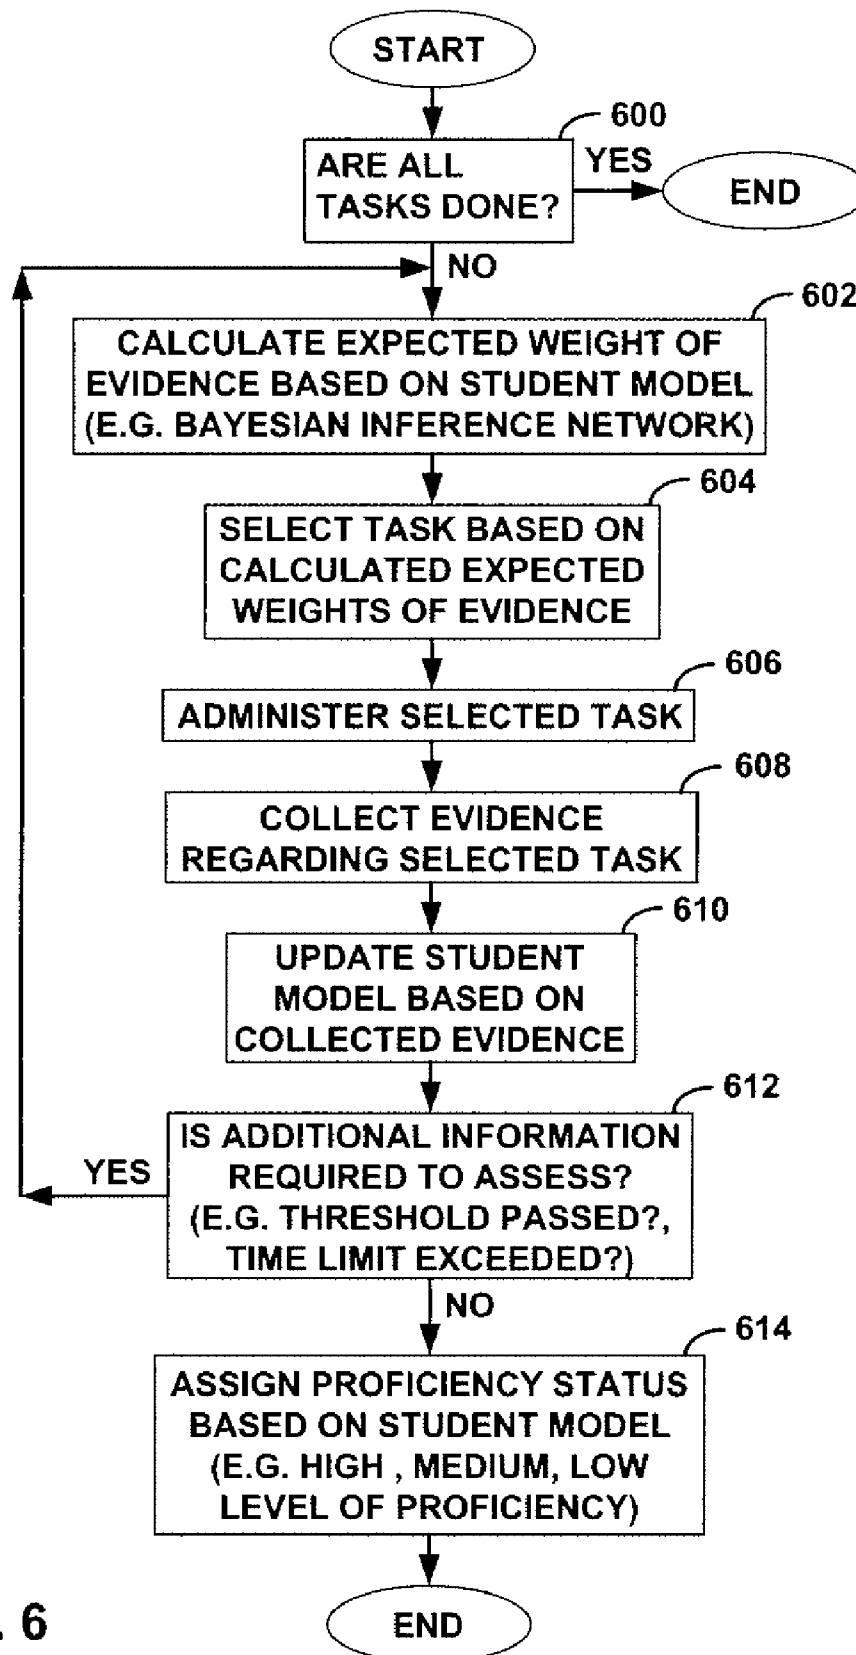 START
600
ARE ALL
TASKS DONE?
YES
END
NO
602
CALCULATE EXPECTED WEIGHT OF
EVIDENCE BASED ON STUDENT MODEL
(E.G. BAYESIAN INFERENCE NETWORK)
604
SELECT TASK BASED ON
CALCULATED EXPECTED
WEIGHTS OF EVIDENCE
606
ADMINISTER SELECTED TASK
608
COLLECT EVIDENCE
REGARDING SELECTED TASK
610
UPDATE STUDENT
MODEL BASED ON
COLLECTED EVIDENCE
612
IS ADDITIONAL INFORMATION
REQUIRED TO ASSESS?
(E.G. THRESHOLD PASSED?,
TIME LIMIT EXCEEDED?)
YES
NO
614
ASSIGN PROFICIENCY STATUS
BASED ON STUDENT MODEL
(E.G. HIGH , MEDIUM, LOW
LEVEL OF PROFICIENCY)
END
. 6